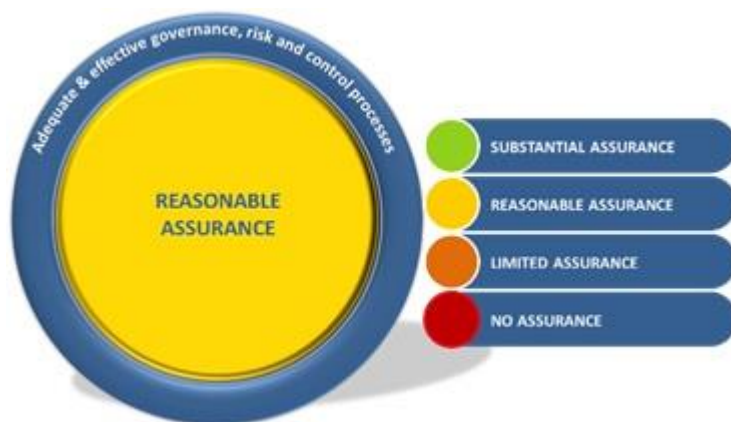 Adequate & effective governance, risk and control processes
REASONABLE
ASSURANCE
SUBSTANTIAL ASSURANCE
REASONABLE ASSURANCE
LIMITED ASSURANCE
NO ASSURANCE